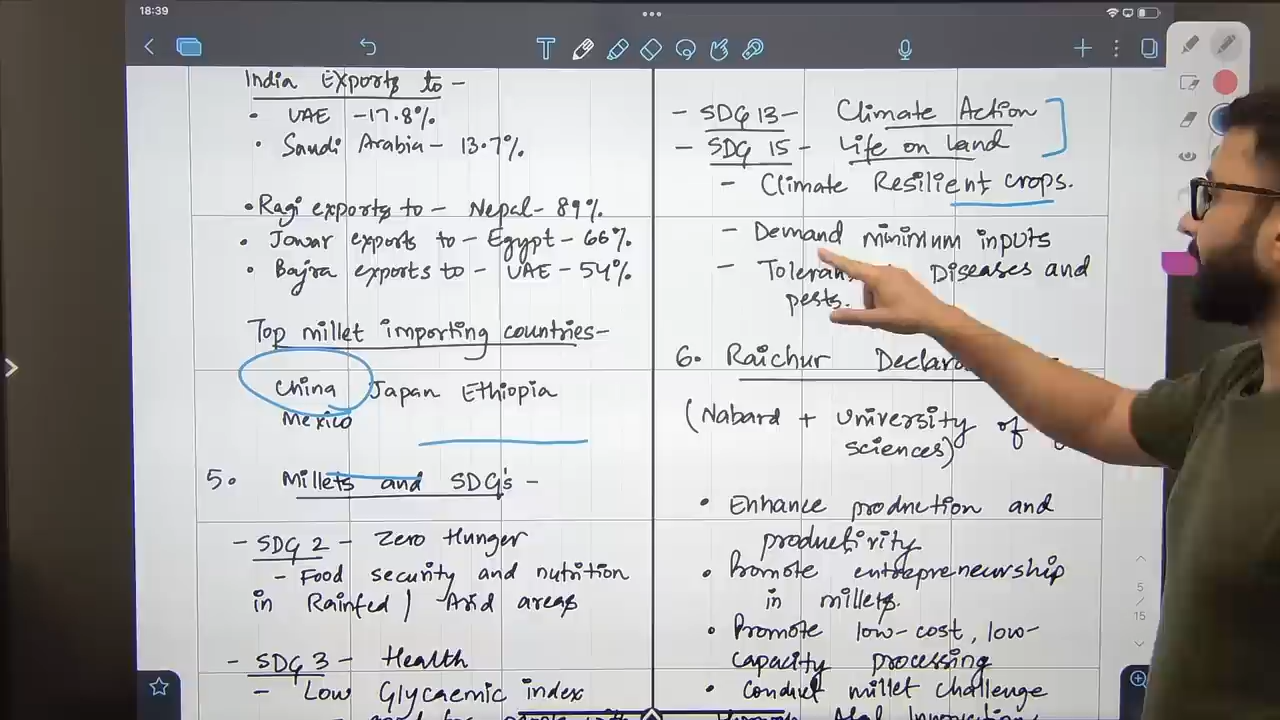 18:39
India Exports to -
• UAE - 17.8%
• Saudi Arabia - 13.7%
• Ragi exports to - Nepal - 89%
• Jowar exports to - Egypt - 66%
• Bajra exports to - UAE - 54%
Top millet importing countries-
China Japan Ethiopia
Mexico
5. Millets and SDG's -
- SDG 2 - Zero Hunger
- Food security and nutrition
in Rainfed / Arid areas
- SDG 3 - Health
- Low Glycaemic index
- SDG 13 - Climate Action
- SDG 15 - Life on land
- Climate Resilient crops.
- Demand minimum inputs
- Diseases and
pests.
6. Raichur
(Nabard + University of
sciences)
• Enhance production and
productivity
• Promote entrepreneurship
in millets.
• Promote low-cost, low-
capacity processing
• Conduct millet challenge
5
/
15